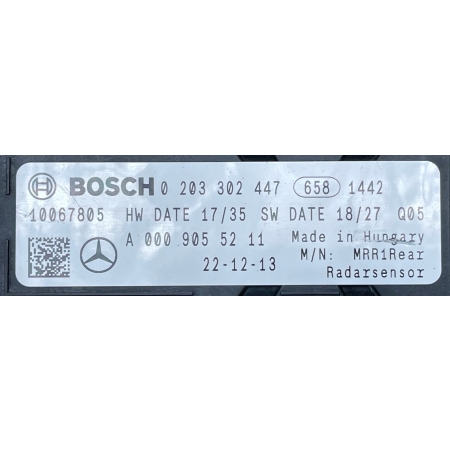 BOSCH 0 203 302 447 658 1442
10067805 HW DATE 17/35 SW DATE 18/27 Q05
A 000 905 52 11 Made in Hungary
22-12-13 M/N: MRR1Rear
Radarsensor